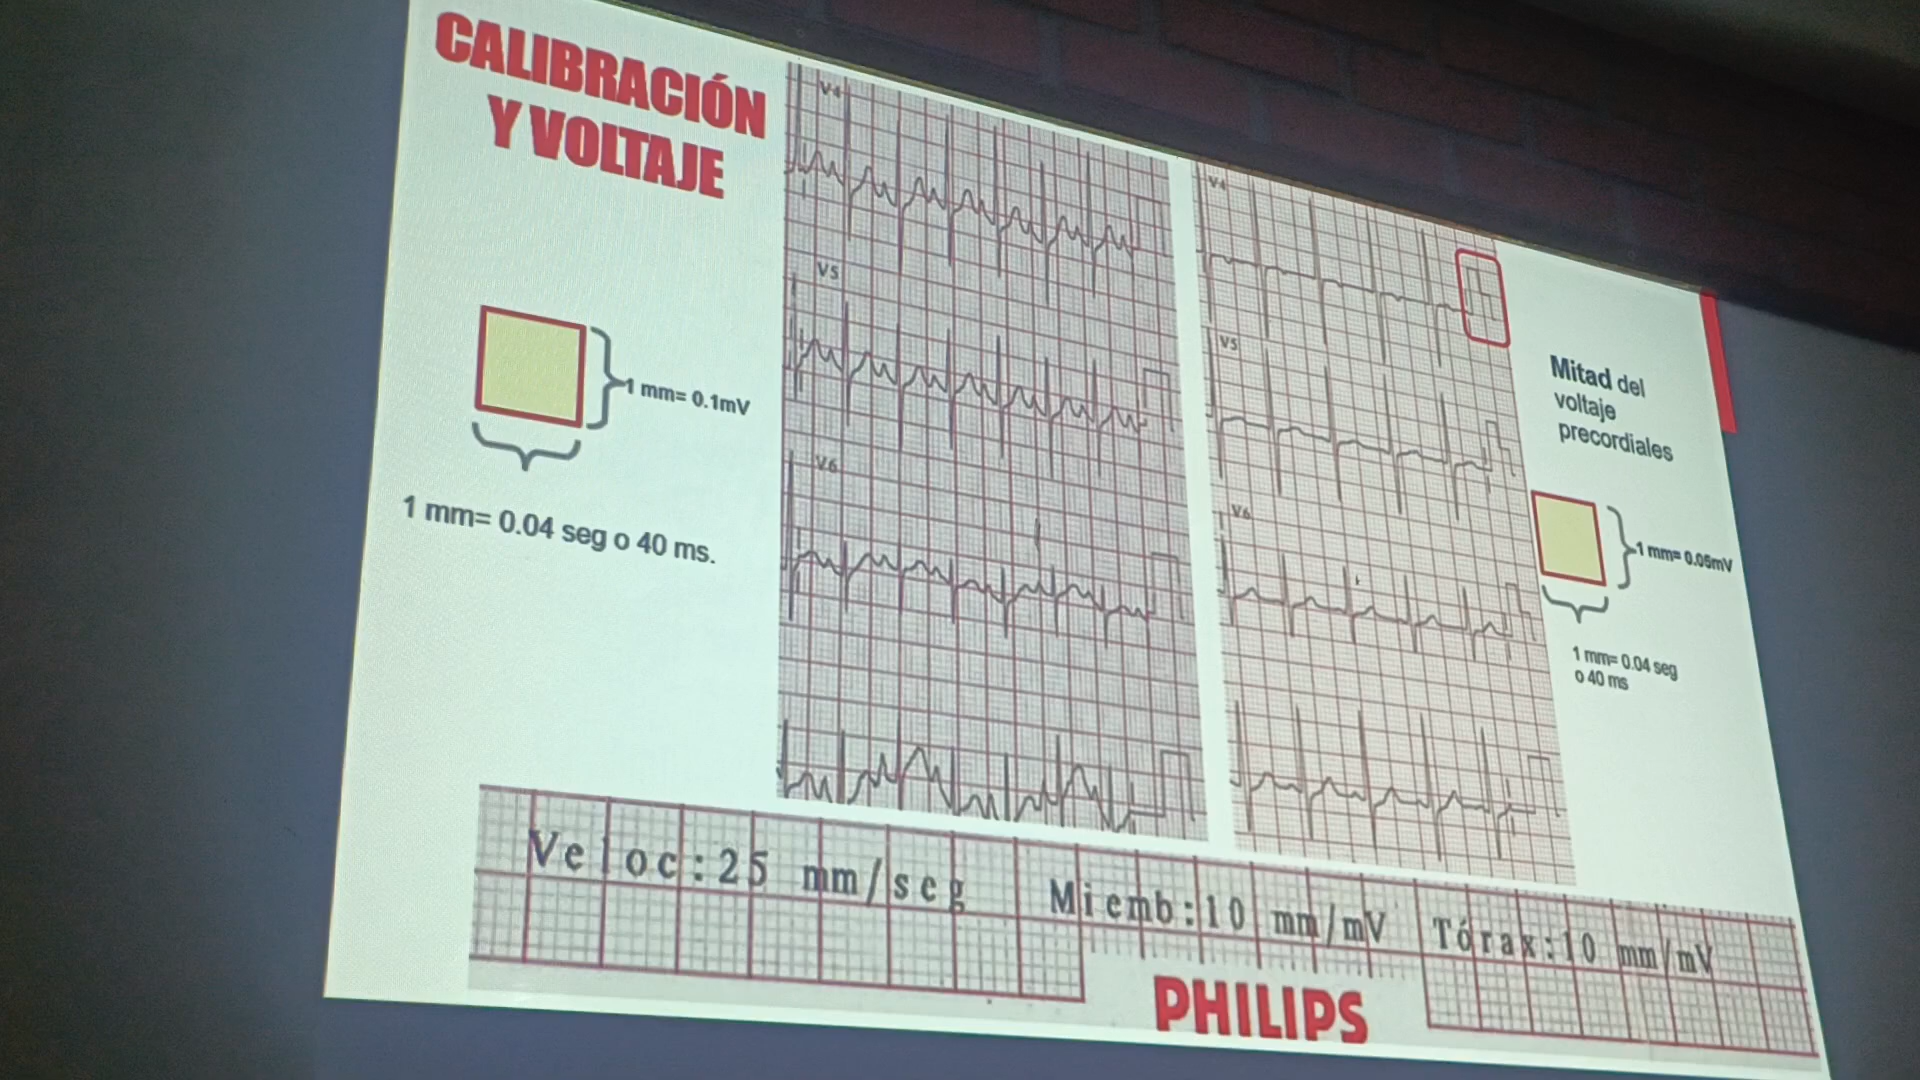 CALIBRACIÓN
Y VOLTAJE
1 mm= 0.1mV
1 mm= 0.04 seg o 40 ms.
V4
V5
V6
V4
V5
V6
Mitad del
voltaje
precordiales
1 mm= 0.05mV
1 mm= 0.04 seg
o 40 ms
Veloc:25 mm/seg Miemb:10 mm/mV Tórax:10 mm/mV
PHILIPS